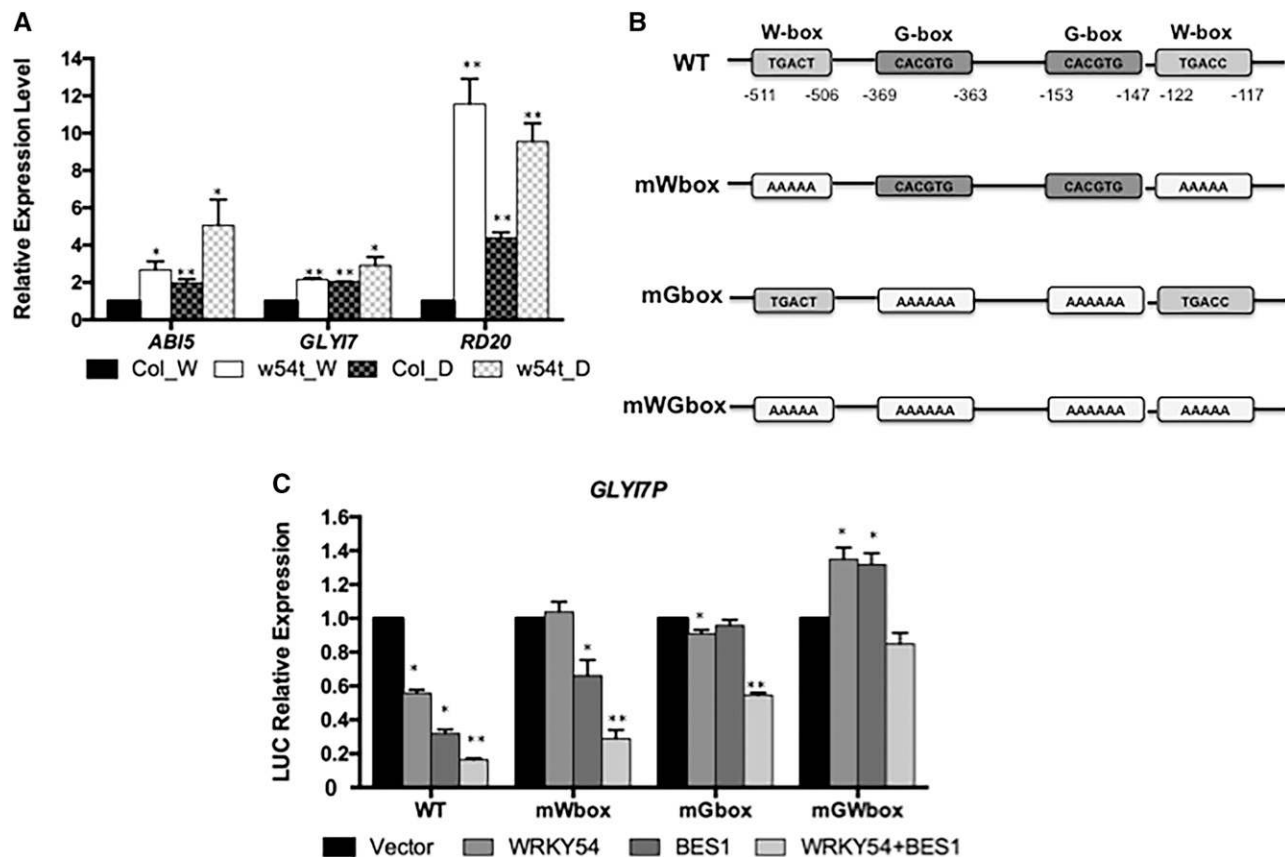 A
Relative Expression Level
14
12
10
8
6
4
2
0
**
**
*
*
**
**
**
*
**
ABI5 GLYI7 RD20
Col_W w54t_W Col_D w54t_D
B
W-box G-box G-box W-box
WT TGACT CACGTG CACGTG TGACC
-511 -506 -369 -363 -153 -147 -122 -117
mWbox AAAAA CACGTG CACGTG AAAAA
mGbox TGACT AAAAAA AAAAAA TGACC
mWGbox AAAAA AAAAAA AAAAAA AAAAA
C
GLYI7P
LUC Relative Expression
1.6
1.4
1.2
1.0
0.8
0.6
0.4
0.2
0
* * ** * ** * ** * *
WT mWbox mGbox mGWbox
Vector WRKY54 BES1 WRKY54+BES1